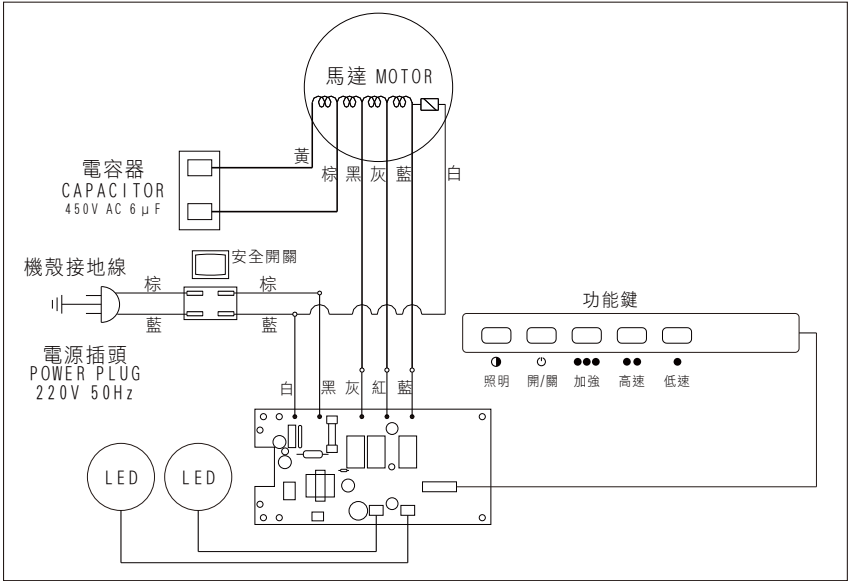 馬達 MOTOR
黃
棕 黑 灰 藍 白
電容器
CAPACITOR
450V AC 6μF
安全開關
機殼接地線
棕 棕
藍 藍
電源插頭
POWER PLUG
220V 50Hz
功能鍵
照明 開/關 加強 高速 低速
白 黑 灰 紅 藍
LED LED